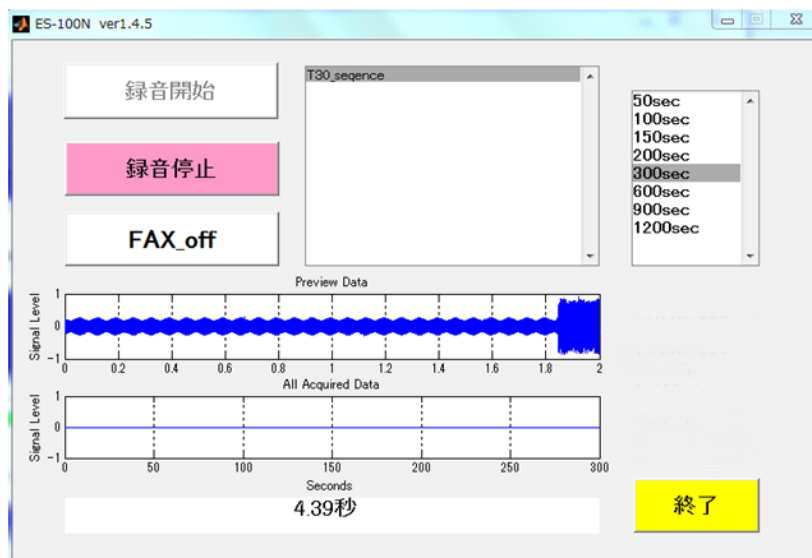 ES-100N ver1.4.5
録音開始
録音停止
FAX_off
T30_seqence
50sec
100sec
150sec
200sec
300sec
600sec
900sec
1200sec
Preview Data
Signal Level
1
0
-1
0 0.2 0.4 0.6 0.8 1 1.2 1.4 1.6 1.8 2
All Acquired Data
Signal Level
1
0
-1
0 50 100 150 200 250 300
Seconds
4.39秒
終了